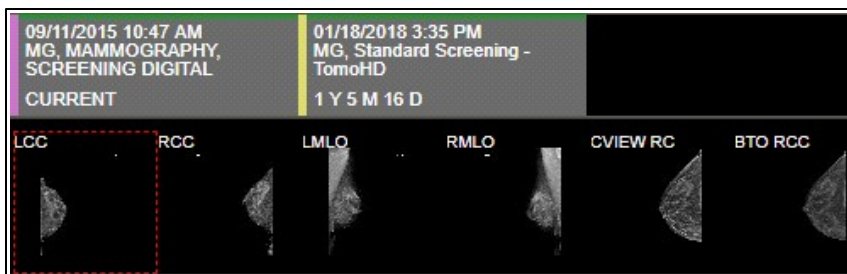 09/11/2015 10:47 AM
MG, MAMMOGRAPHY,
SCREENING DIGITAL
CURRENT
01/18/2018 3:35 PM
MG, Standard Screening -
TomoHD
1 Y 5 M 16 D
LCC RCC LMLO RMLO CVIEW RC BTO RCC